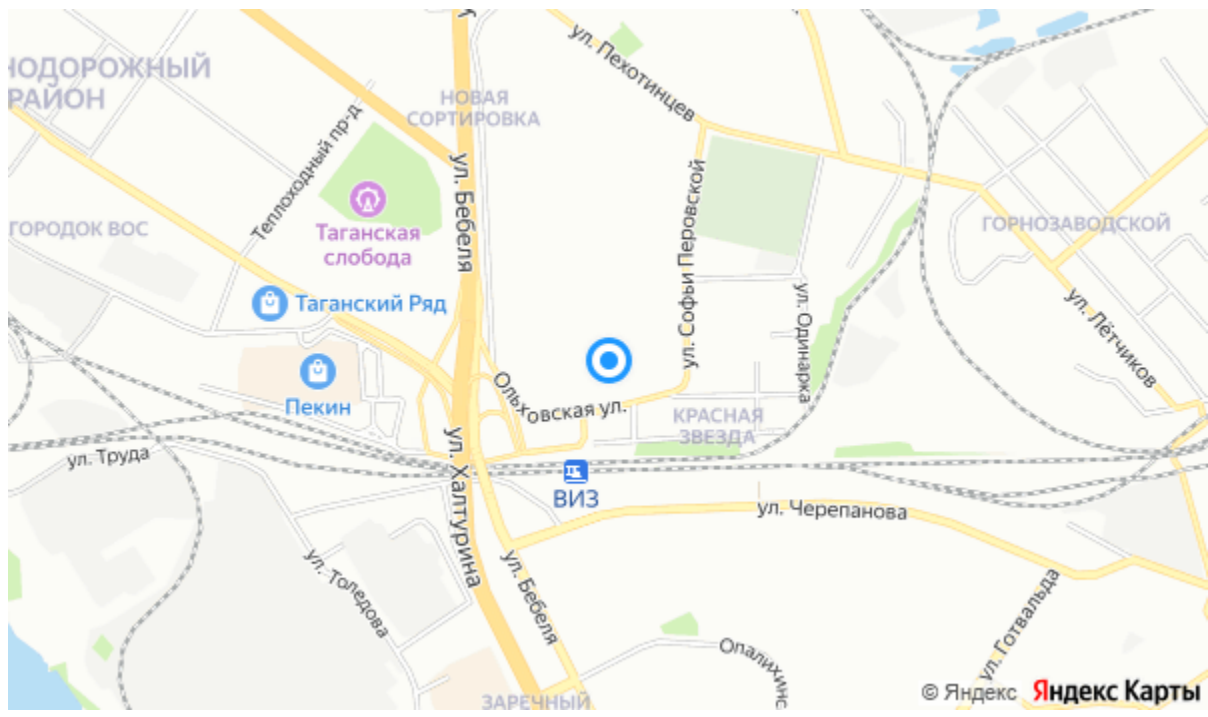 ул. Пехотинцев
НОДОРОЖНЫЙ
РАЙОН
НОВАЯ
СОРТИРОВКА
Теплоходный пр-д
ул. Бебеля
ул. Софьи Перовской
ГОРОДОК ВОС
Таганская
слобода
ГОРНОЗАВОДСКОЙ
Таганский Ряд
ул. Одинарка
ул. Лётчиков
Пекин
Ольховская ул.
КРАСНАЯ
ЗВЕЗДА
ул. Труда
ул. Халтурина
ВИЗ
ул. Черепанова
ул. Толедова
ул. Бебеля
ул. Готвальда
Опалихинс
ЗАРЕЧНЫЙ
© Яндекс Яндекс Карты